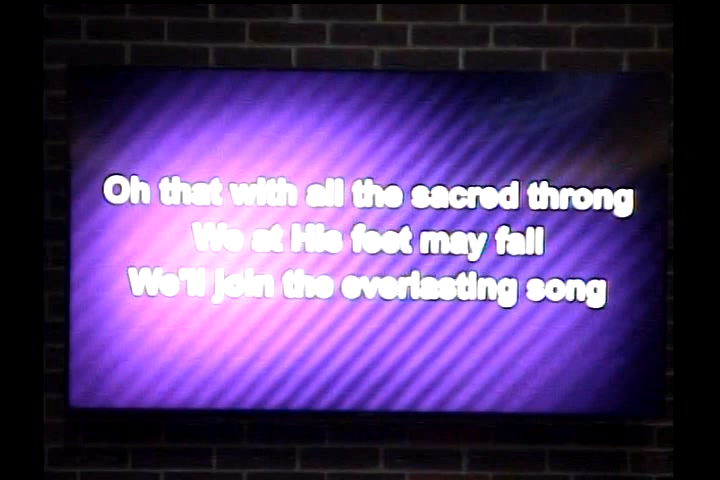 Oh that with all the sacred throng
We at His feet may fall
We'll join the everlasting song